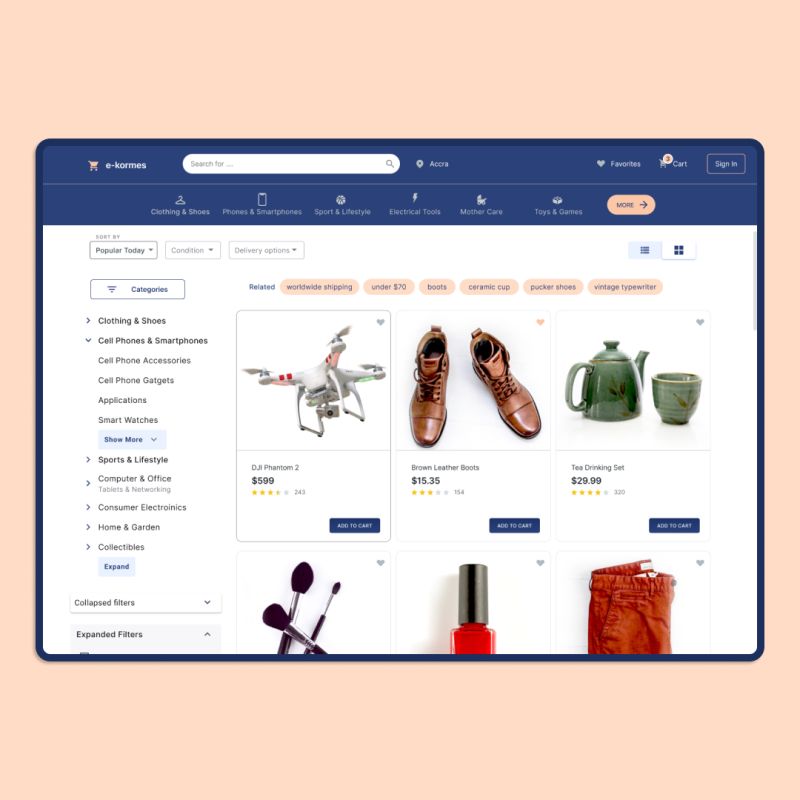 e-kormes
Search for ....
Accra
Favorites
3
Cart
Sign In
Clothing & Shoes
Phones & Smartphones
Sport & Lifestyle
Electrical Tools
Mother Care
Toys & Games
MORE
SORT BY
Popular Today
Condition
Delivery options
Categories
Related
worldwide shipping
under $70
boots
ceramic cup
pucker shoes
vintage typewriter
Clothing & Shoes
Cell Phones & Smartphones
Cell Phone Accessories
Cell Phone Gatgets
Applications
Smart Watches
Show More
Sports & Lifestyle
Computer & Office
Tablets & Networking
Consumer Electroinics
Home & Garden
Collectibles
Expand
Collapsed filters
Expanded Filters
DJI Phantom 2
$599
243
ADD TO CART
Brown Leather Boots
$15.35
154
ADD TO CART
Tea Drinking Set
$29.99
320
ADD TO CART